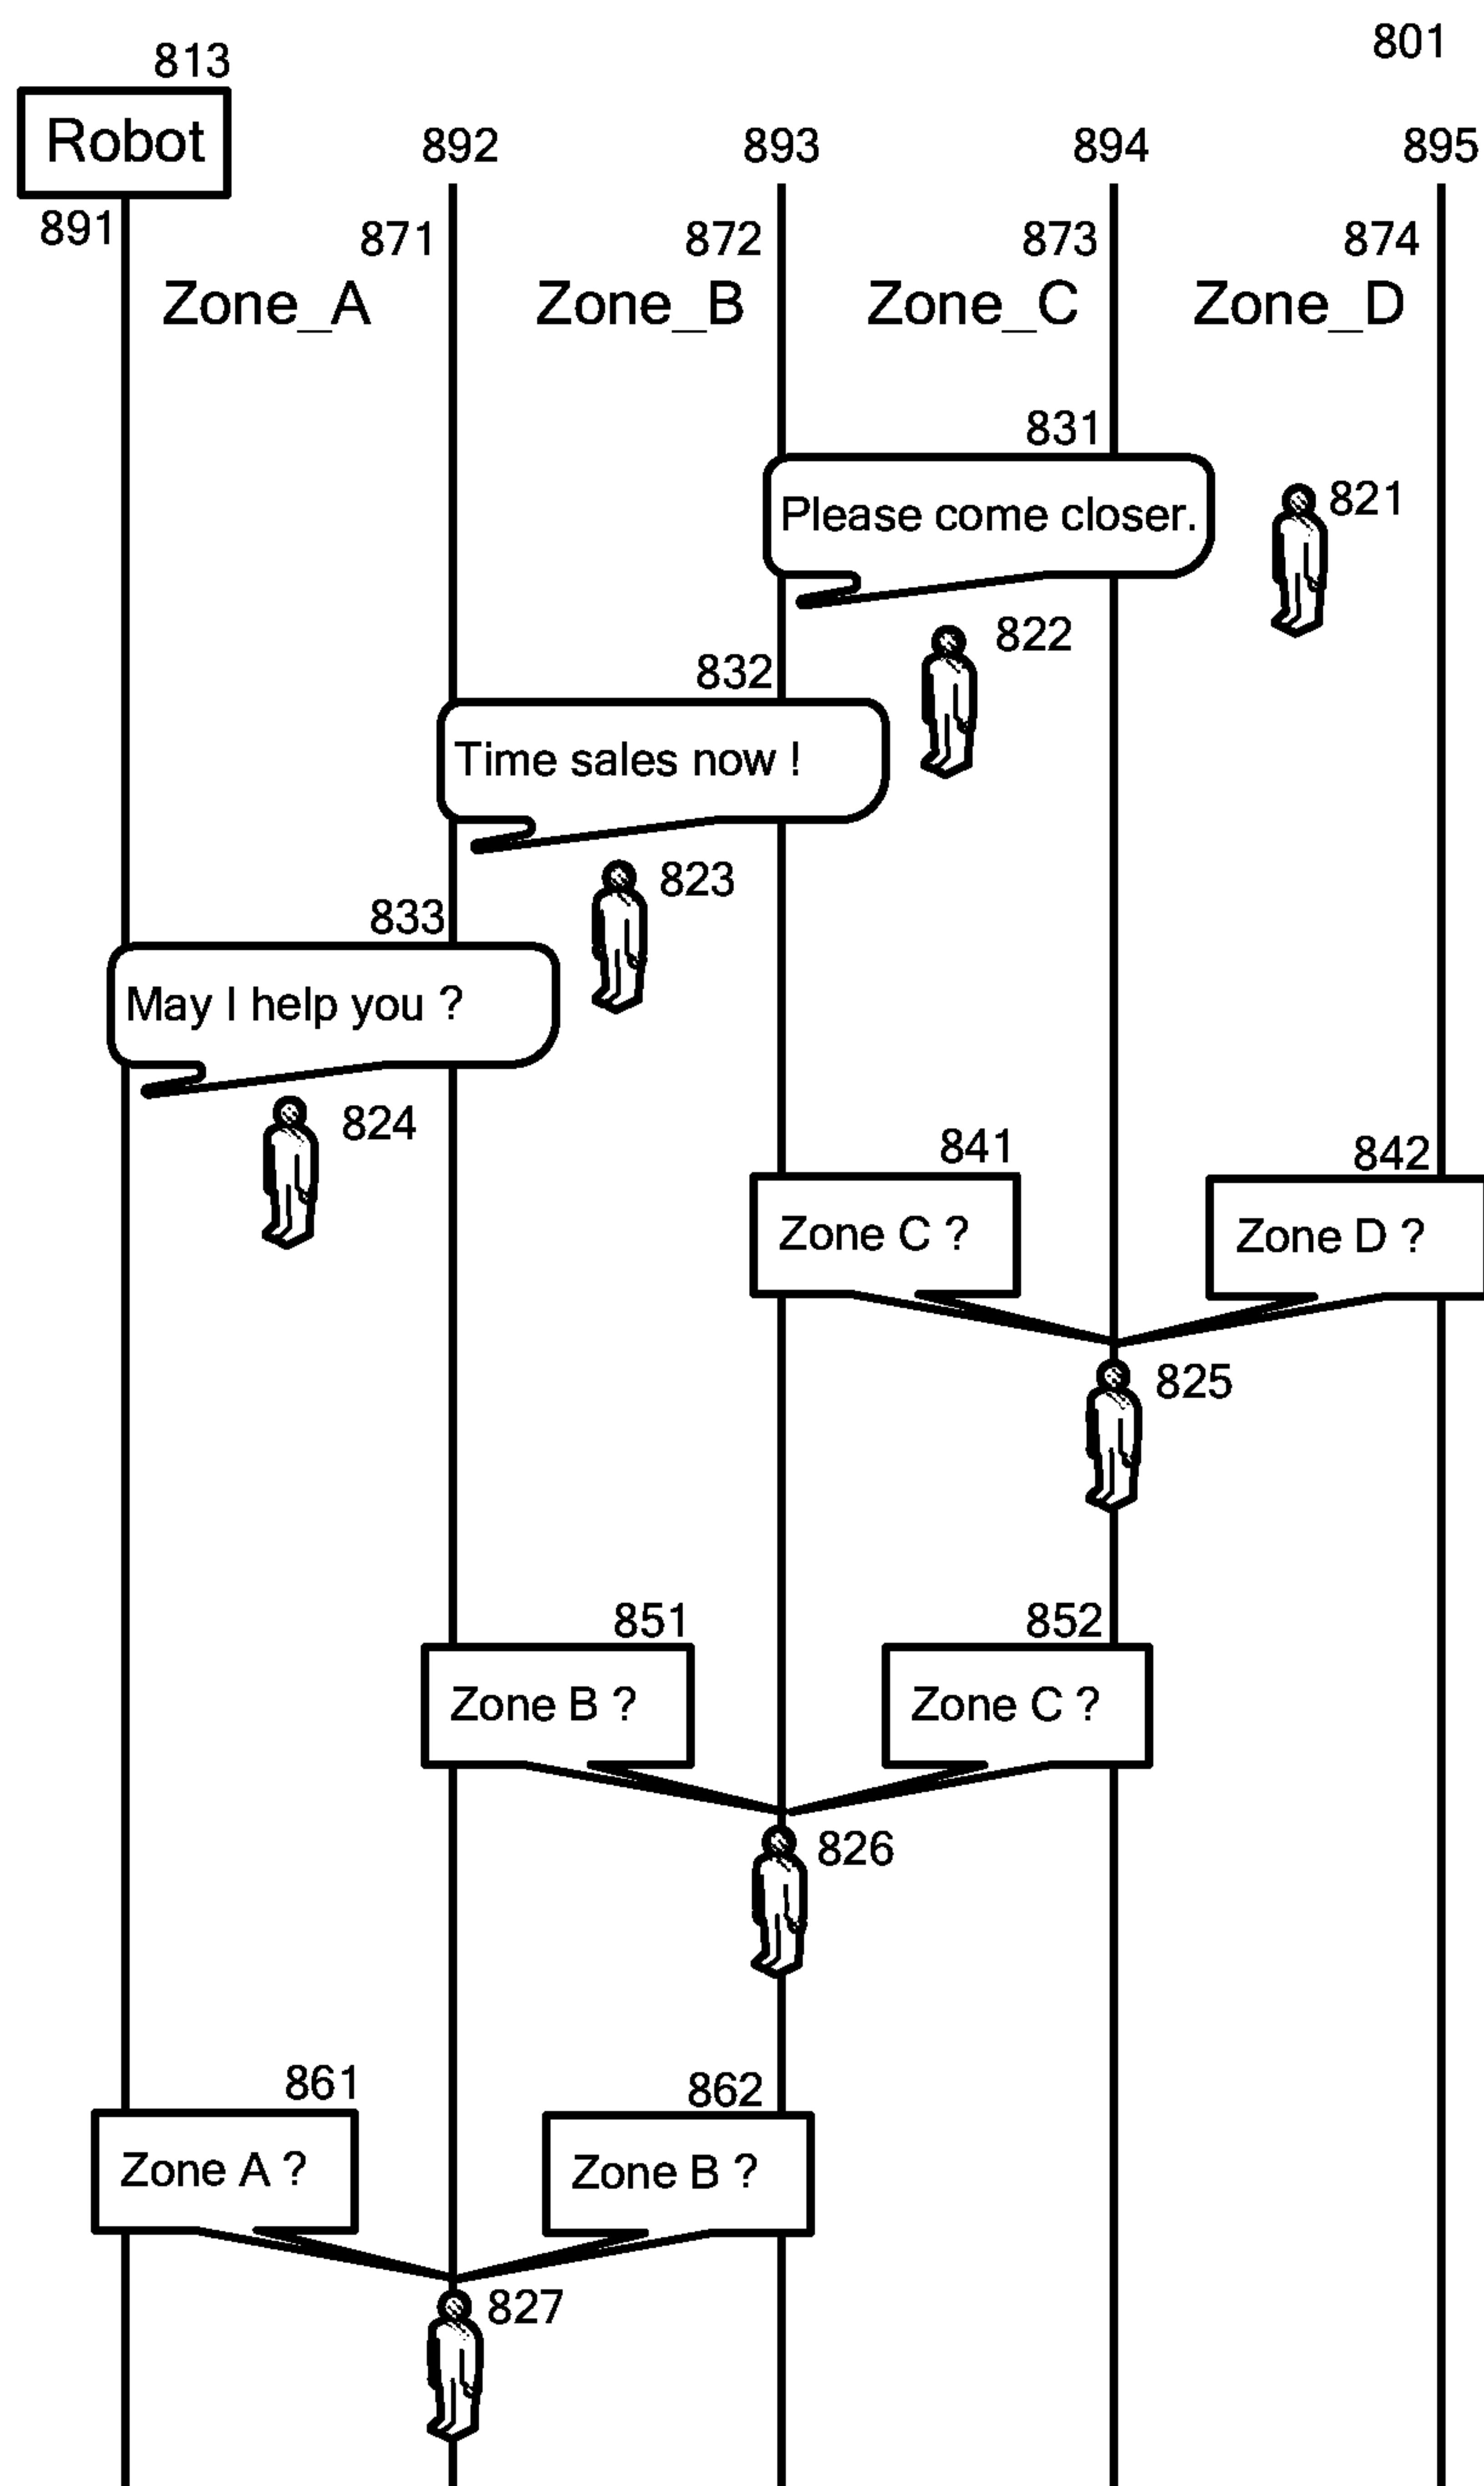 801
813
Robot
892
893
894
895
891
871
872
873
874
Zone_A
Zone_B
Zone_C
Zone_D
831
Please come closer.
821
822
832
Time sales now !
823
833
May I help you ?
824
841
842
Zone C ?
Zone D ?
825
851
852
Zone B ?
Zone C ?
826
861
862
Zone A ?
Zone B ?
827